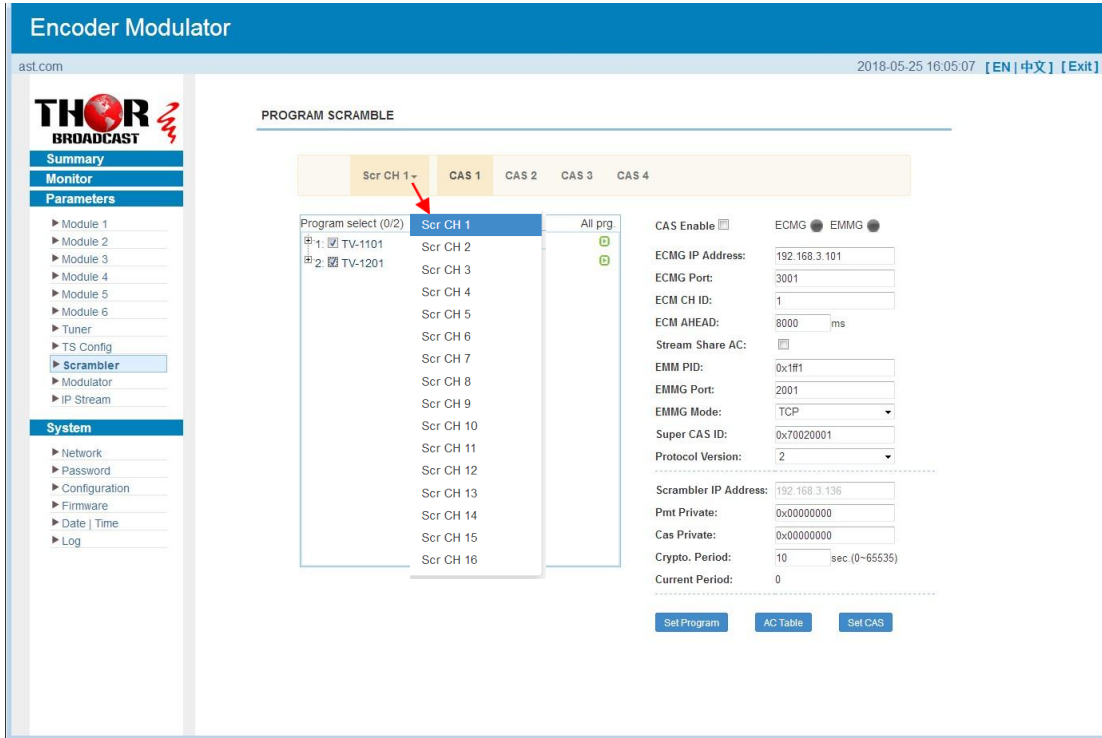 Encoder Modulator
ast.com
2018-05-25 16:05:07 [ EN | 中文 ] [ Exit ]
THOR
BROADCAST
Summary
Monitor
Parameters
Module 1
Module 2
Module 3
Module 4
Module 5
Module 6
Tuner
TS Config
Scrambler
Modulator
IP Stream
System
Network
Password
Configuration
Firmware
Date | Time
Log
PROGRAM SCRAMBLE
Scr CH 1 CAS 1 CAS 2 CAS 3 CAS 4
Program select (0/2) All prg.
1: TV-1101
2: TV-1201
Scr CH 1
Scr CH 2
Scr CH 3
Scr CH 4
Scr CH 5
Scr CH 6
Scr CH 7
Scr CH 8
Scr CH 9
Scr CH 10
Scr CH 11
Scr CH 12
Scr CH 13
Scr CH 14
Scr CH 15
Scr CH 16
CAS Enable ECMG EMMG
ECMG IP Address: 192.168.3.101
ECMG Port: 3001
ECM CH ID: 1
ECM AHEAD: 8000 ms
Stream Share AC:
EMM PID: 0x1ff1
EMMG Port: 2001
EMMG Mode: TCP
Super CAS ID: 0x70020001
Protocol Version: 2
Scrambler IP Address: 192.168.3.136
Pmt Private: 0x00000000
Cas Private: 0x00000000
Crypto. Period: 10 sec.(0~65535)
Current Period: 0
Set Program AC Table Set CAS